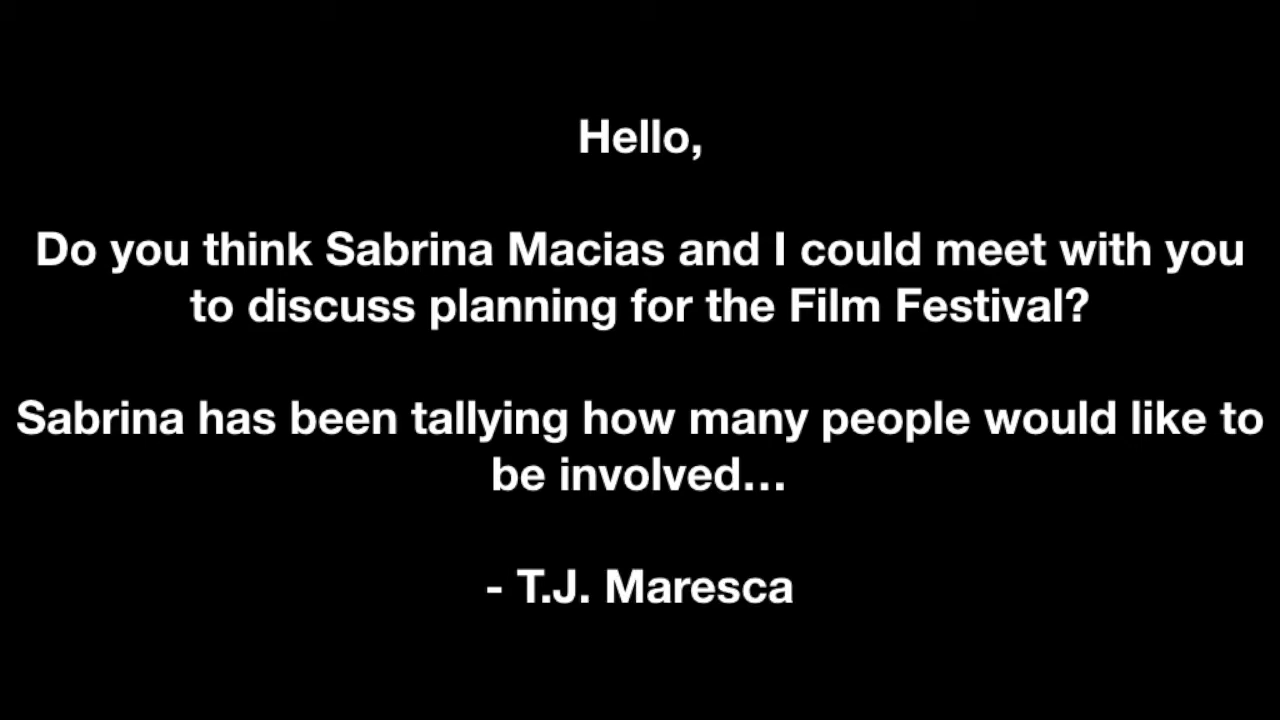 Hello,
Do you think Sabrina Macias and I could meet with you
to discuss planning for the Film Festival?
Sabrina has been tallying how many people would like to
be involved...
- T.J. Maresca